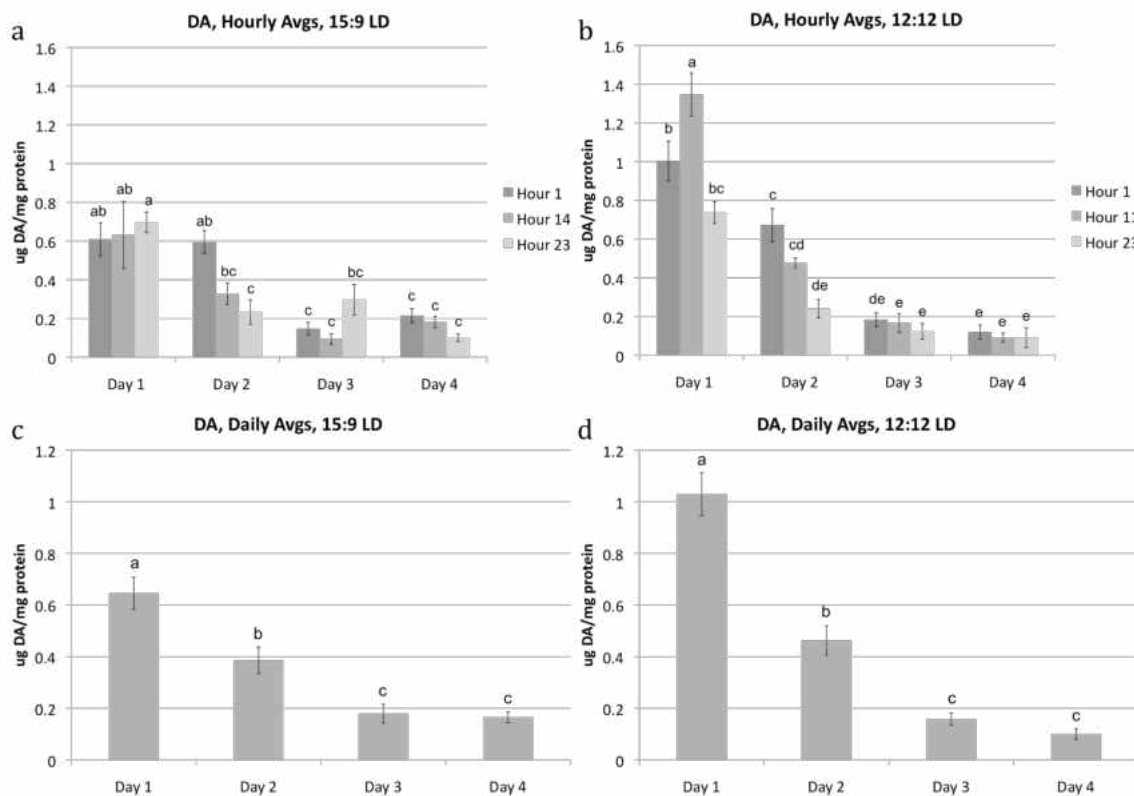 a
DA, Hourly Avgs, 15:9 LD
ug DA/mg protein
1.6
1.4
1.2
1
0.8
0.6
0.4
0.2
0
ab ab a
ab bc c
c c bc
c c c
Day 1 Day 2 Day 3 Day 4
Hour 1
Hour 14
Hour 23
b
DA, Hourly Avgs, 12:12 LD
ug DA/mg protein
1.6
1.4
1.2
1
0.8
0.6
0.4
0.2
0
b a bc
c cd de
de e e
e e e
Day 1 Day 2 Day 3 Day 4
Hour 1
Hour 11
Hour 23
c
DA, Daily Avgs, 15:9 LD
ug DA/mg protein
1.2
1
0.8
0.6
0.4
0.2
0
a
b
c
c
Day 1 Day 2 Day 3 Day 4
d
DA, Daily Avgs, 12:12 LD
ug DA/mg protein
1.2
1
0.8
0.6
0.4
0.2
0
a
b
c
c
Day 1 Day 2 Day 3 Day 4